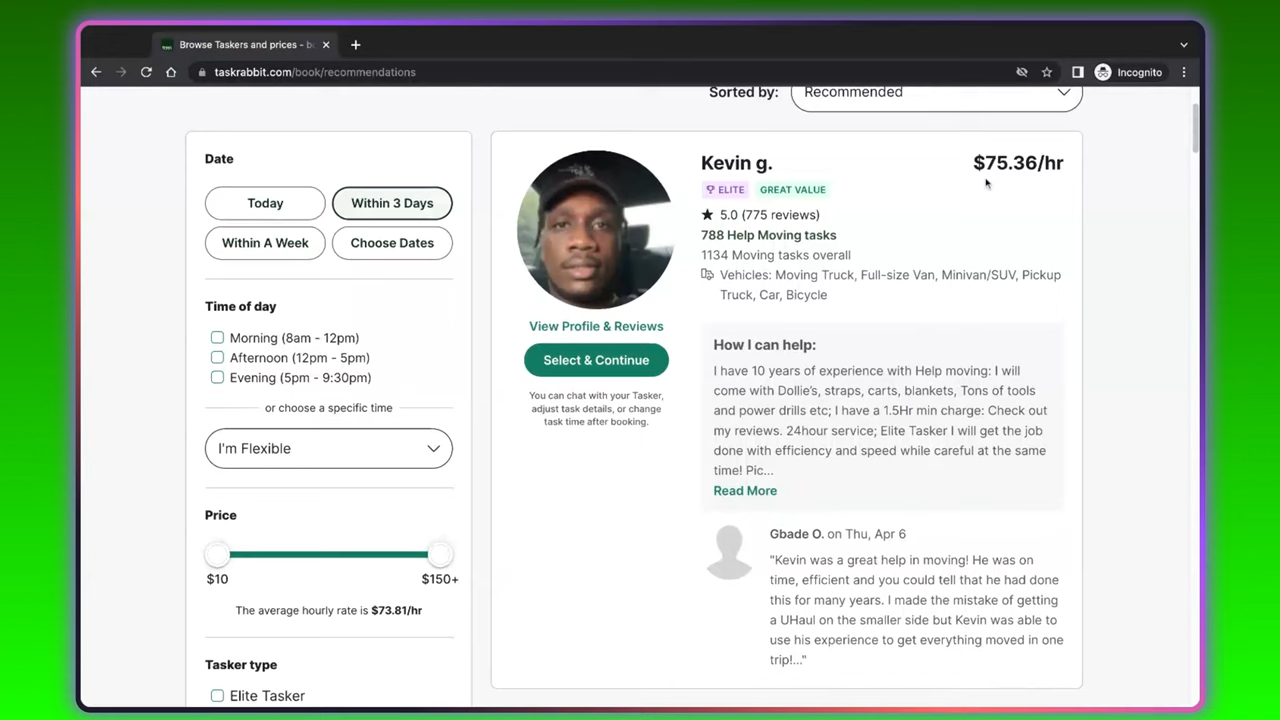 Browse Taskers and prices - bo
taskrabbit.com/book/recommendations
Incognito
Sorted by:
Recommended
Date
Today
Within 3 Days
Within A Week
Choose Dates
Time of day
Morning (8am - 12pm)
Afternoon (12pm - 5pm)
Evening (5pm - 9:30pm)
or choose a specific time
I'm Flexible
Price
$10
$150+
The average hourly rate is $73.81/hr
Tasker type
Elite Tasker
View Profile & Reviews
Select & Continue
You can chat with your Tasker,
adjust task details, or change
task time after booking.
Kevin g.
$75.36/hr
ELITE
GREAT VALUE
5.0 (775 reviews)
788 Help Moving tasks
1134 Moving tasks overall
Vehicles: Moving Truck, Full-size Van, Minivan/SUV, Pickup
Truck, Car, Bicycle
How I can help:
I have 10 years of experience with Help moving: I will
come with Dollie's, straps, carts, blankets, Tons of tools
and power drills etc; I have a 1.5Hr min charge: Check out
my reviews. 24hour service; Elite Tasker I will get the job
done with efficiency and speed while careful at the same
time! Pic...
Read More
Gbade O. on Thu, Apr 6
"Kevin was a great help in moving! He was on
time, efficient and you could tell that he had done
this for many years. I made the mistake of getting
a UHaul on the smaller side but Kevin was able to
use his experience to get everything moved in one
trip!..."